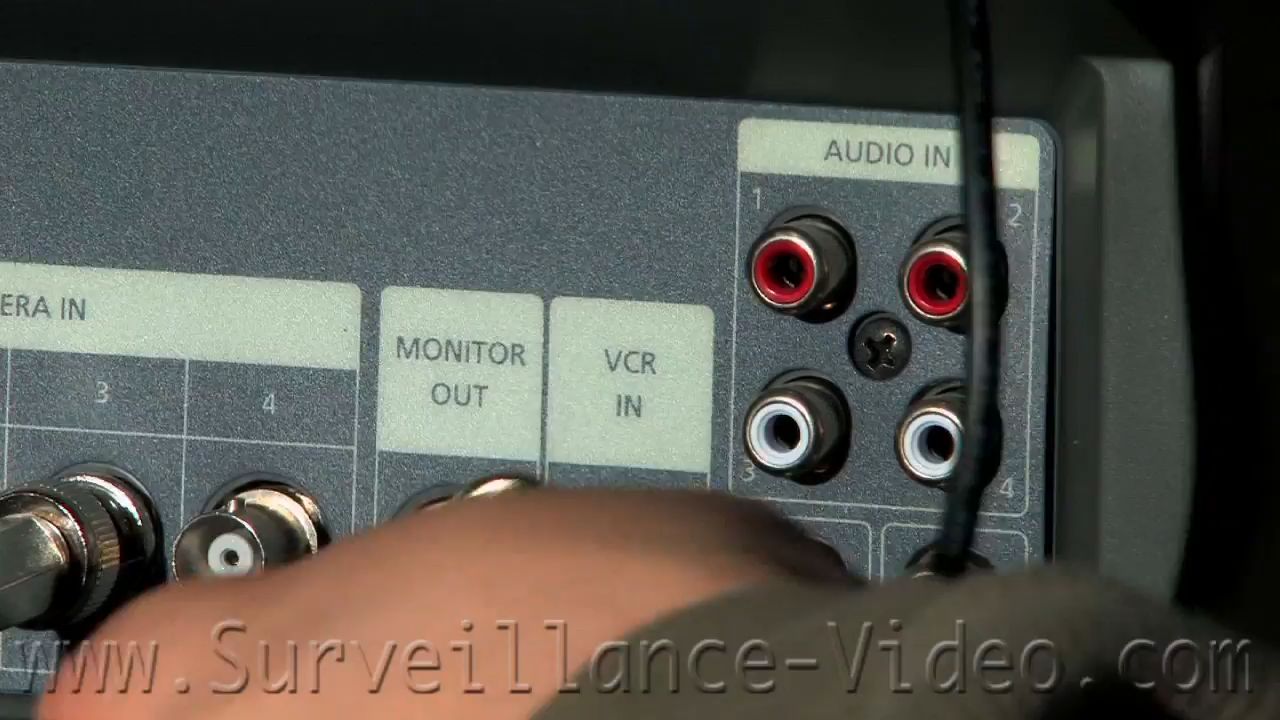 AUDIO IN
1
2
ERA IN
MONITOR
OUT
VCR
IN
3
4
3
4
www.Surveillance-Video.com